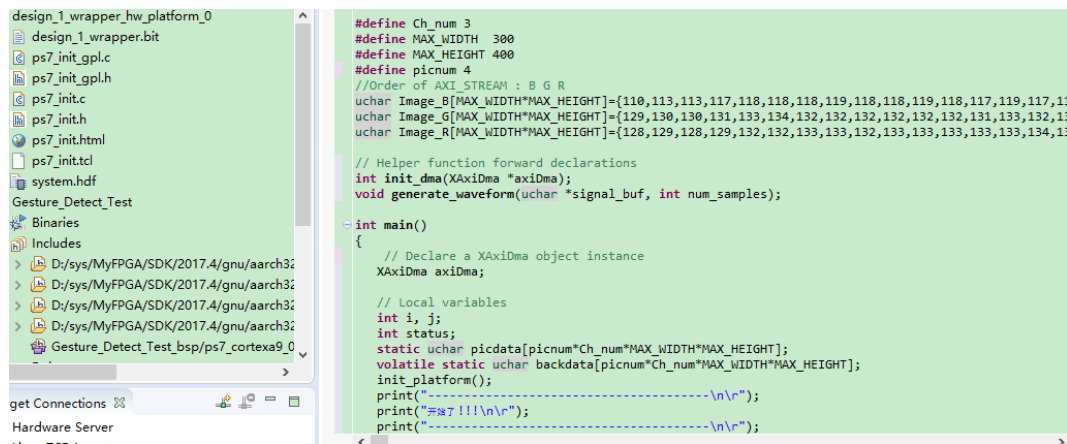 design_1_wrapper_hw_platform_0
design_1_wrapper.bit
ps7_init_gpl.c
ps7_init_gpl.h
ps7_init.c
ps7_init.h
ps7_init.html
ps7_init.tcl
system.hdf
Gesture_Detect_Test
Binaries
Includes
D:/sys/MyFPGA/SDK/2017.4/gnu/aarch32
D:/sys/MyFPGA/SDK/2017.4/gnu/aarch32
D:/sys/MyFPGA/SDK/2017.4/gnu/aarch32
D:/sys/MyFPGA/SDK/2017.4/gnu/aarch32
Gesture_Detect_Test_bsp/ps7_cortexa9_0
get Connections
Hardware Server
#define Ch_num 3
#define MAX_WIDTH  300
#define MAX_HEIGHT 400
#define picnum 4
//Order of AXI_STREAM : B G R
uchar Image_B[MAX_WIDTH*MAX_HEIGHT]={110,113,113,117,118,118,118,119,118,118,119,118,117,119,117,11
uchar Image_G[MAX_WIDTH*MAX_HEIGHT]={129,130,130,131,133,134,132,132,132,132,132,132,131,133,132,13
uchar Image_R[MAX_WIDTH*MAX_HEIGHT]={128,129,128,129,132,132,133,133,132,133,133,133,133,133,134,13
// Helper function forward declarations
int init_dma(XAxiDma *axiDma);
void generate_waveform(uchar *signal_buf, int num_samples);
int main()
{
// Declare a XAxiDma object instance
XAxiDma axiDma;
// Local variables
int i, j;
int status;
static uchar picdata[picnum*Ch_num*MAX_WIDTH*MAX_HEIGHT];
volatile static uchar backdata[picnum*Ch_num*MAX_WIDTH*MAX_HEIGHT];
init_platform();
print("---------------------------------------\n\r");
print("开始了!!!\n\r");
print("---------------------------------------\n\r");